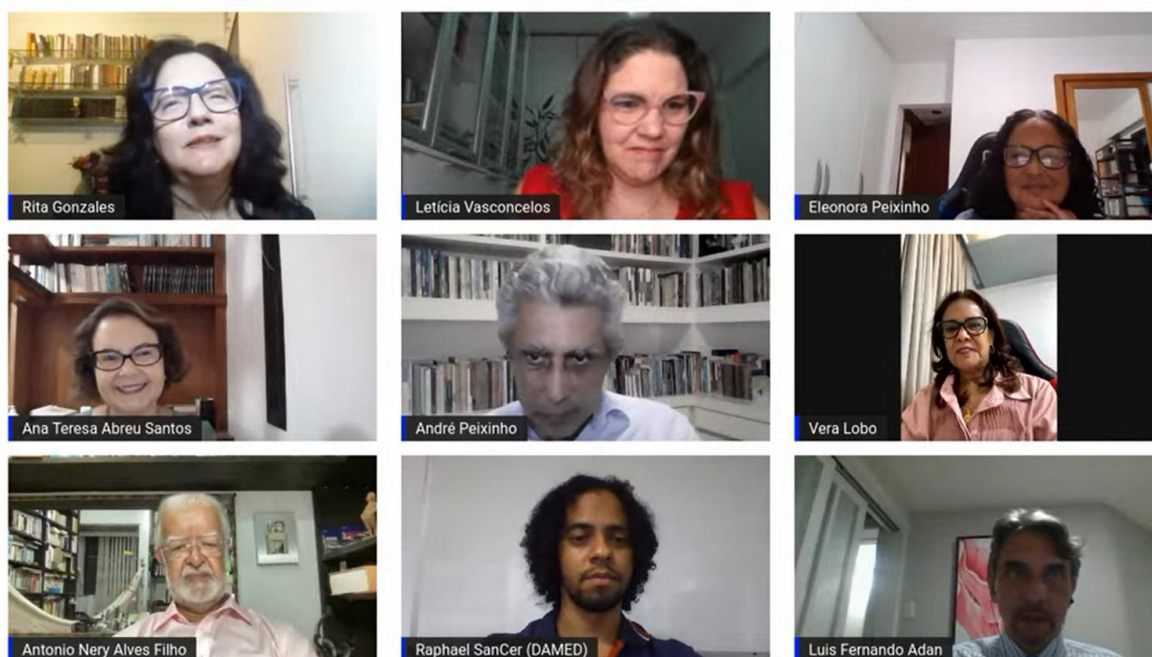 Rita Gonzales
Letícia Vasconcelos
Eleonora Peixinho
Ana Teresa Abreu Santos
André Peixinho
Vera Lobo
Antonio Nery Alves Filho
Raphael SanCer (DAMED)
Luis Fernando Adan